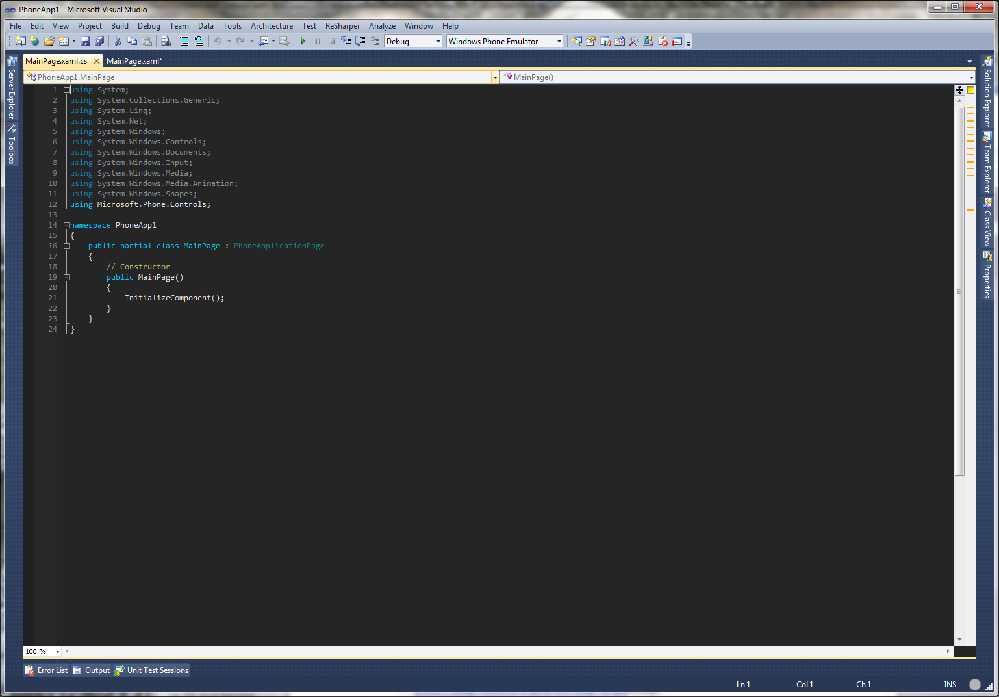 PhoneApp1 - Microsoft Visual Studio
File Edit View Project Build Debug Team Data Tools Architecture Test ReSharper Analyze Window Help
Debug Windows Phone Emulator
MainPage.xaml.cs MainPage.xaml*
PhoneApp1.MainPage MainPage()
Server Explorer
Toolbox
1 using System;
2 using System.Collections.Generic;
3 using System.Linq;
4 using System.Net;
5 using System.Windows;
6 using System.Windows.Controls;
7 using System.Windows.Documents;
8 using System.Windows.Input;
9 using System.Windows.Media;
10 using System.Windows.Media.Animation;
11 using System.Windows.Shapes;
12 using Microsoft.Phone.Controls;
13
14 namespace PhoneApp1
15 {
16 public partial class MainPage : PhoneApplicationPage
17 {
18 // Constructor
19 public MainPage()
20 {
21 InitializeComponent();
22 }
23 }
24 }
Solution Explorer
Team Explorer
Class View
Properties
100 %
Error List Output Unit Test Sessions
Ln 1 Col 1 Ch 1 INS